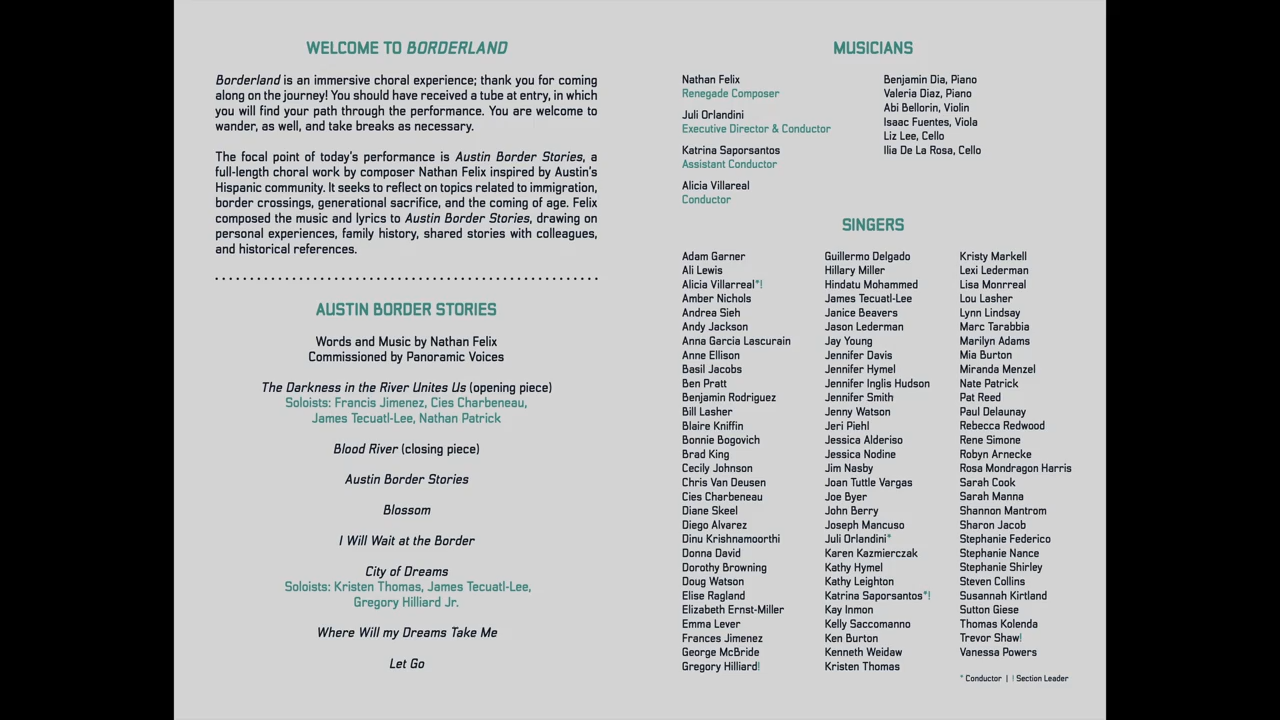 WELCOME TO BORDERLAND
Borderland is an immersive choral experience; thank you for coming
along on the journey! You should have received a tube at entry, in which
you will find your path through the performance. You are welcome to
wander, as well, and take breaks as necessary.
The focal point of today's performance is Austin Border Stories, a
full-length choral work by composer Nathan Felix inspired by Austin's
Hispanic community. It seeks to reflect on topics related to immigration,
border crossings, generational sacrifice, and the coming of age. Felix
composed the music and lyrics to Austin Border Stories, drawing on
personal experiences, family history, shared stories with colleagues,
and historical references.
AUSTIN BORDER STORIES
Words and Music by Nathan Felix
Commissioned by Panoramic Voices
The Darkness in the River Unites Us (opening piece)
Soloists: Francis Jimenez, Cies Charbeneau,
James Tecuatl-Lee, Nathan Patrick
Blood River (closing piece)
Austin Border Stories
Blossom
I Will Wait at the Border
City of Dreams
Soloists: Kristen Thomas, James Tecuatl-Lee,
Gregory Hilliard Jr.
Where Will my Dreams Take Me
Let Go
MUSICIANS
Nathan Felix
Renegade Composer
Juli Orlandini
Executive Director & Conductor
Katrina Saporsantos
Assistant Conductor
Alicia Villareal
Conductor
Benjamin Dia, Piano
Valeria Diaz, Piano
Abi Bellorin, Violin
Isaac Fuentes, Viola
Liz Lee, Cello
Ilia De La Rosa, Cello
SINGERS
Adam Garner
Ali Lewis
Alicia Villarreal*!
Amber Nichols
Andrea Sieh
Andy Jackson
Anna Garcia Lascurain
Anne Ellison
Basil Jacobs
Ben Pratt
Benjamin Rodriguez
Bill Lasher
Blaire Kniffin
Bonnie Bogovich
Brad King
Cecily Johnson
Chris Van Deusen
Cies Charbeneau
Diane Skeel
Diego Alvarez
Dinu Krishnamoorthi
Donna David
Dorothy Browning
Doug Watson
Elise Ragland
Elizabeth Ernst-Miller
Emma Lever
Frances Jimenez
George McBride
Gregory Hilliard!
Guillermo Delgado
Hillary Miller
Hindatu Mohammed
James Tecuatl-Lee
Janice Beavers
Jason Lederman
Jay Young
Jennifer Davis
Jennifer Hymel
Jennifer Inglis Hudson
Jennifer Smith
Jenny Watson
Jeri Piehl
Jessica Alderiso
Jessica Nodine
Jim Nasby
Joan Tuttle Vargas
Joe Byer
John Berry
Joseph Mancuso
Juli Orlandini*
Karen Kazmierczak
Kathy Hymel
Kathy Leighton
Katrina Saporsantos*!
Kay Inmon
Kelly Saccomanno
Ken Burton
Kenneth Weidaw
Kristen Thomas
Kristy Markell
Lexi Lederman
Lisa Monrreal
Lou Lasher
Lynn Lindsay
Marc Tarabbia
Marilyn Adams
Mia Burton
Miranda Menzel
Nate Patrick
Pat Reed
Paul Delaunay
Rebecca Redwood
Rene Simone
Robyn Arnecke
Rosa Mondragon Harris
Sarah Cook
Sarah Manna
Shannon Mantrom
Sharon Jacob
Stephanie Federico
Stephanie Nance
Stephanie Shirley
Steven Collins
Susannah Kirtland
Sutton Giese
Thomas Kolenda
Trevor Shaw!
Vanessa Powers
* Conductor | ! Section Leader